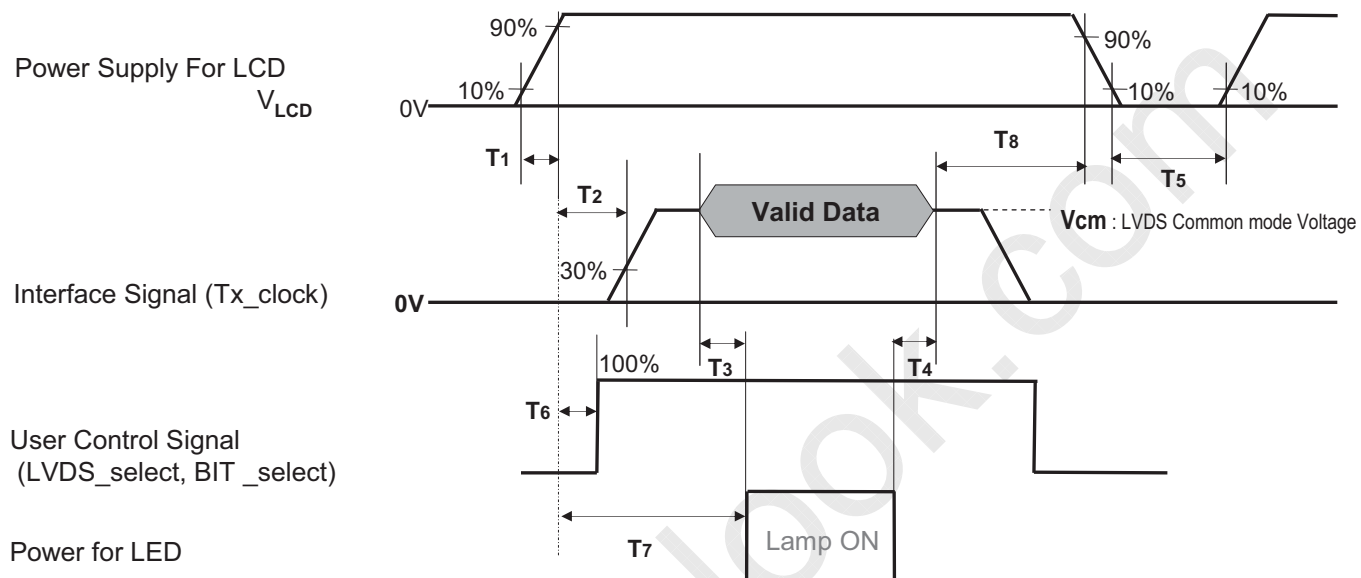 90%
90%
Power Supply For LCD
VLCD
10%
10%
10%
0V
T1
T8
T2
T5
Valid Data
Vcm : LVDS Common mode Voltage
30%
Interface Signal (Tx_clock)
0V
T3
T4
100%
T6
User Control Signal
(LVDS_select, BIT _select)
T7
Lamp ON
Power for LED
look.com